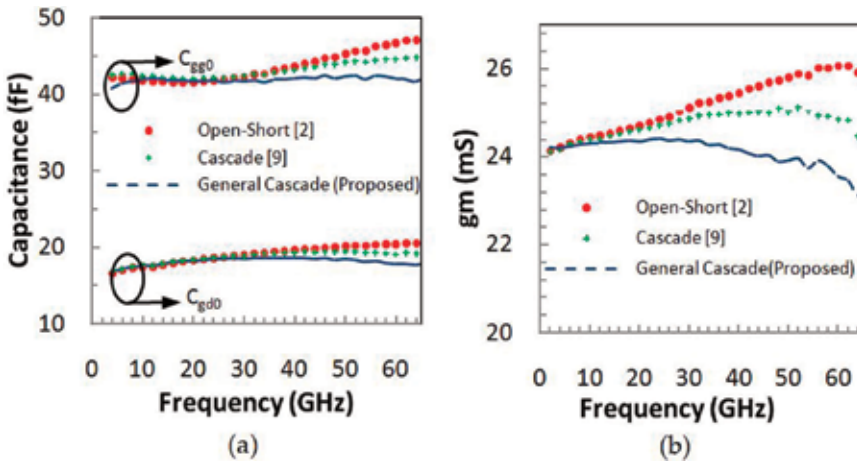 50
40
30
20
10
Capacitance (fF)
Cgg0
Open-Short [2]
Cascade [9]
General Cascade (Proposed)
Cgd0
0 10 20 30 40 50 60
Frequency (GHz)
(a)
26
24
22
20
gm (mS)
Open-Short [2]
Cascade [9]
General Cascade(Proposed)
0 10 20 30 40 50 60
Frequency (GHz)
(b)